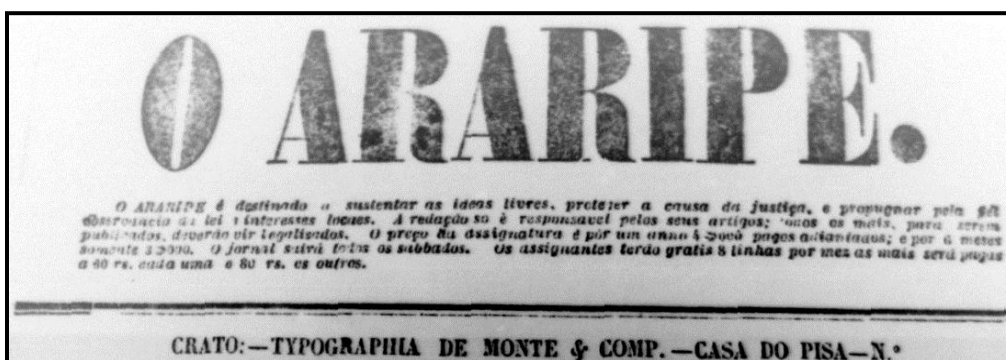 O ARARIPE.
O ARARIPE é destinado a sustentar as ideas livres, proteger a causa da justiça, e propugnar pela fiel
observancia da lei interesses locaes. A redação so é responsavel pelos seus artigos; todos os mais, para serem
publicados, deverão vir legalisados. O preço da assignatura é por um anno pagos adiantados; e por 6 mezes
somente O jornal sairá todos os sabbados. Os assignantes terão gratis 8 linhas por mez as mais será pagas
a 60 rs. cada uma e 80 rs. os outros.
CRATO:—TYPOGRAPHIA DE MONTE & COMP.—CASA DO PISA—N.º